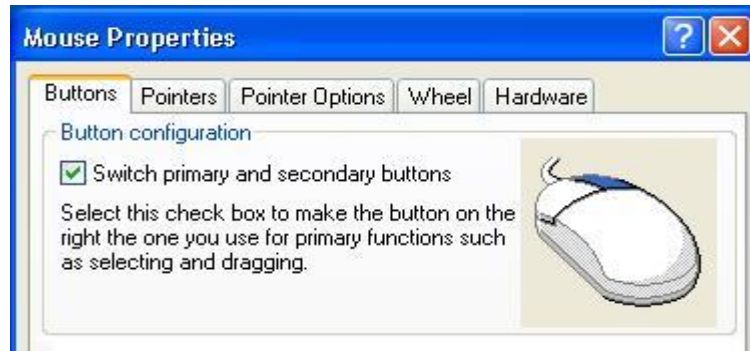 Mouse Properties
Buttons Pointers Pointer Options Wheel Hardware
Button configuration
Switch primary and secondary buttons
Select this check box to make the button on the
right the one you use for primary functions such
as selecting and dragging.